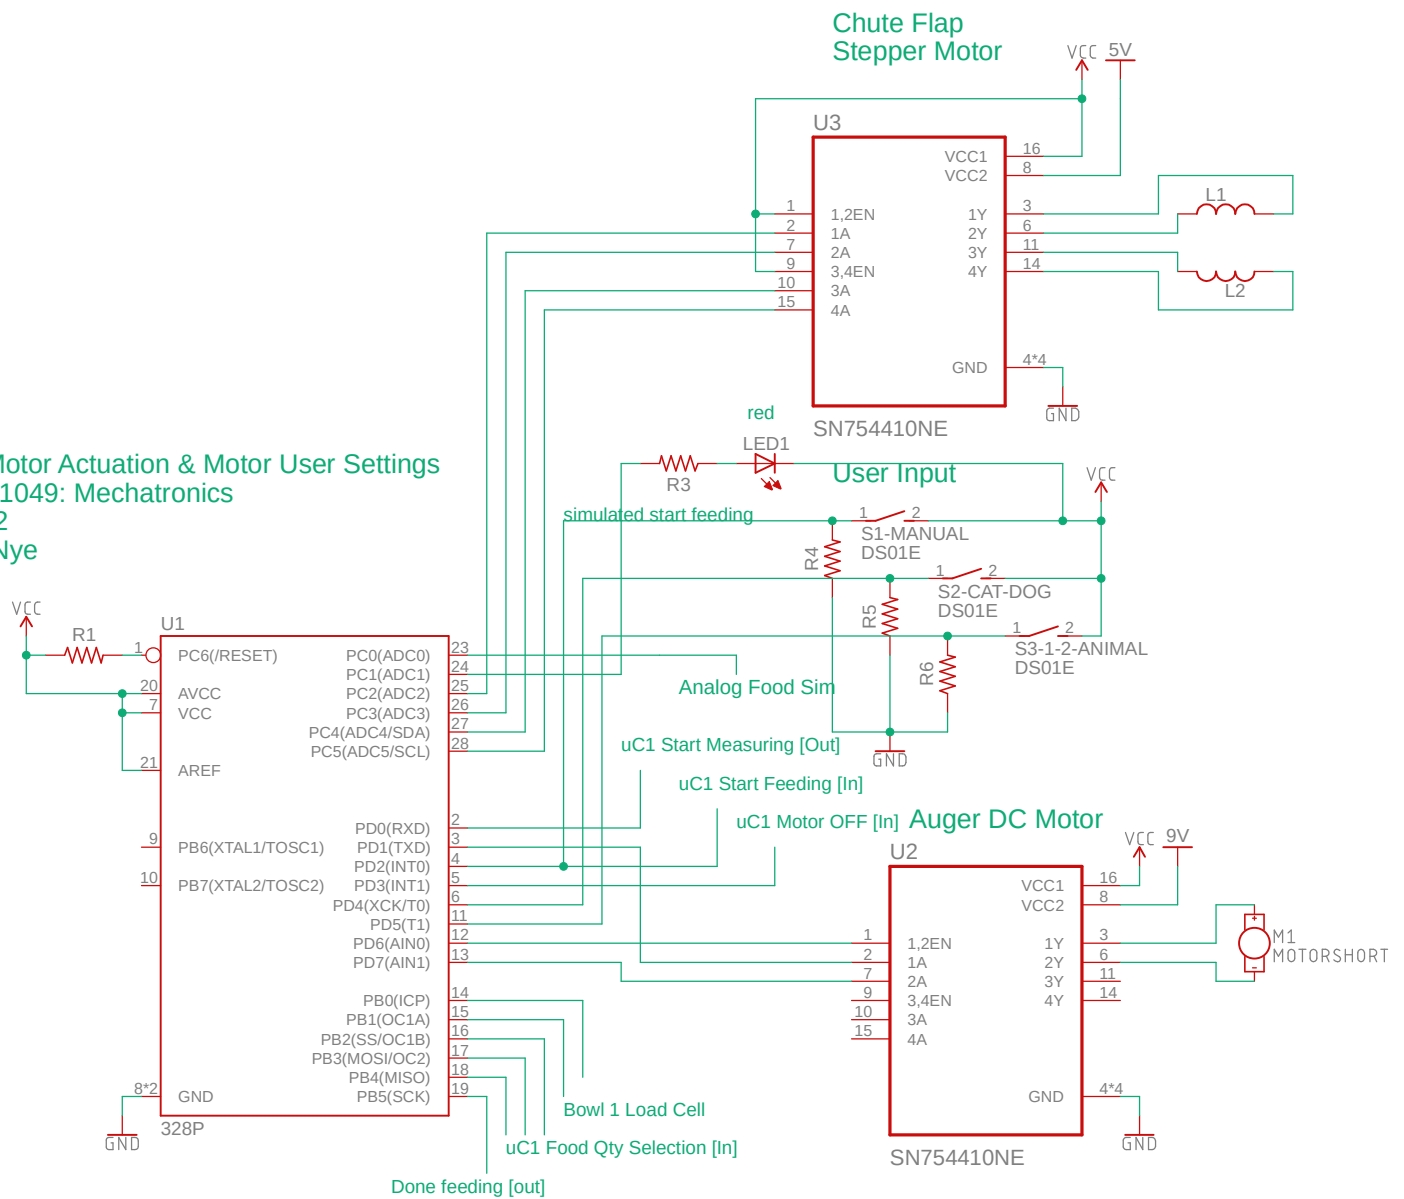 Chute Flap
Stepper Motor
VCC
5V
U3
VCC1
16
VCC2
8
1
1,2EN
1Y
3
2
1A
2Y
6
7
2A
3Y
11
9
3,4EN
4Y
14
10
3A
15
4A
L1
L2
GND
4*4
GND
SN754410NE
red
LED1
R3
Motor Actuation & Motor User Settings
1049: Mechatronics
2
Nye
User Input
VCC
simulated start feeding
1
2
S1-MANUAL
DS01E
R4
1
2
S2-CAT-DOG
DS01E
R5
1
2
S3-1-2-ANIMAL
DS01E
R6
GND
VCC
R1
U1
1
PC6(/RESET)
20
AVCC
7
VCC
21
AREF
9
PB6(XTAL1/TOSC1)
10
PB7(XTAL2/TOSC2)
8*2
GND
GND
328P
PC0(ADC0)
23
PC1(ADC1)
24
PC2(ADC2)
25
PC3(ADC3)
26
PC4(ADC4/SDA)
27
PC5(ADC5/SCL)
28
PD0(RXD)
2
PD1(TXD)
3
PD2(INT0)
4
PD3(INT1)
5
PD4(XCK/T0)
6
PD5(T1)
11
PD6(AIN0)
12
PD7(AIN1)
13
PB0(ICP)
14
PB1(OC1A)
15
PB2(SS/OC1B)
16
PB3(MOSI/OC2)
17
PB4(MISO)
18
PB5(SCK)
19
Analog Food Sim
uC1 Start Measuring [Out]
uC1 Start Feeding [In]
uC1 Motor OFF [In]
Bowl 1 Load Cell
uC1 Food Qty Selection [In]
Done feeding [out]
Auger DC Motor
VCC
9V
U2
VCC1
16
VCC2
8
1
1,2EN
1Y
3
2
1A
2Y
6
7
2A
3Y
11
9
3,4EN
4Y
14
10
3A
15
4A
+
M1
MOTORSHORT
-
GND
4*4
GND
SN754410NE